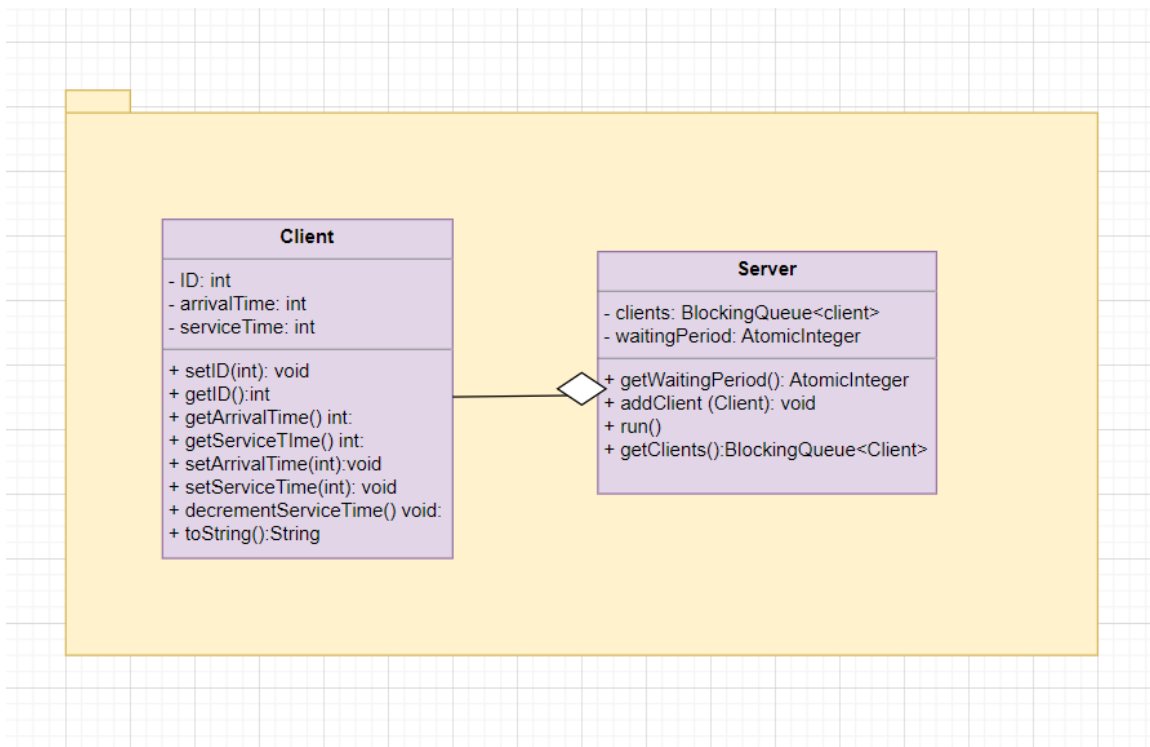 Client
- ID: int
- arrivalTime: int
- serviceTime: int
+ setID(int): void
+ getID():int
+ getArrivalTime() int:
+ getServiceTIme() int:
+ setArrivalTime(int):void
+ setServiceTime(int): void
+ decrementServiceTime() void:
+ toString():String
Server
- clients: BlockingQueue<client>
- waitingPeriod: AtomicInteger
+ getWaitingPeriod(): AtomicInteger
+ addClient (Client): void
+ run()
+ getClients():BlockingQueue<Client>